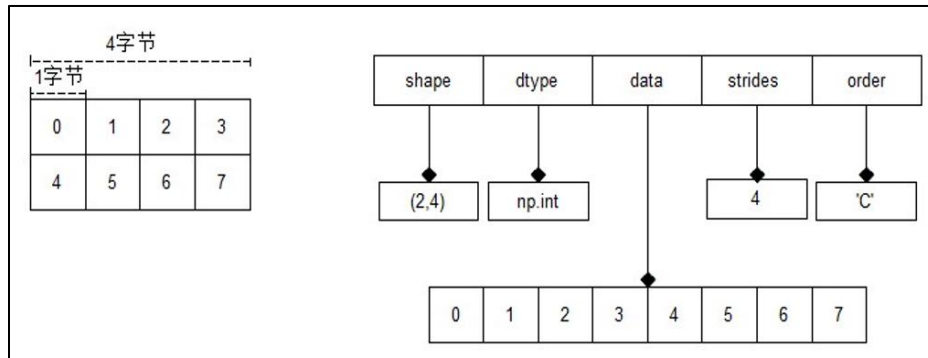 4字节
1字节
0 1 2 3
4 5 6 7
shape dtype data strides order
(2,4) np.int 4 'C'
0 1 2 3 4 5 6 7